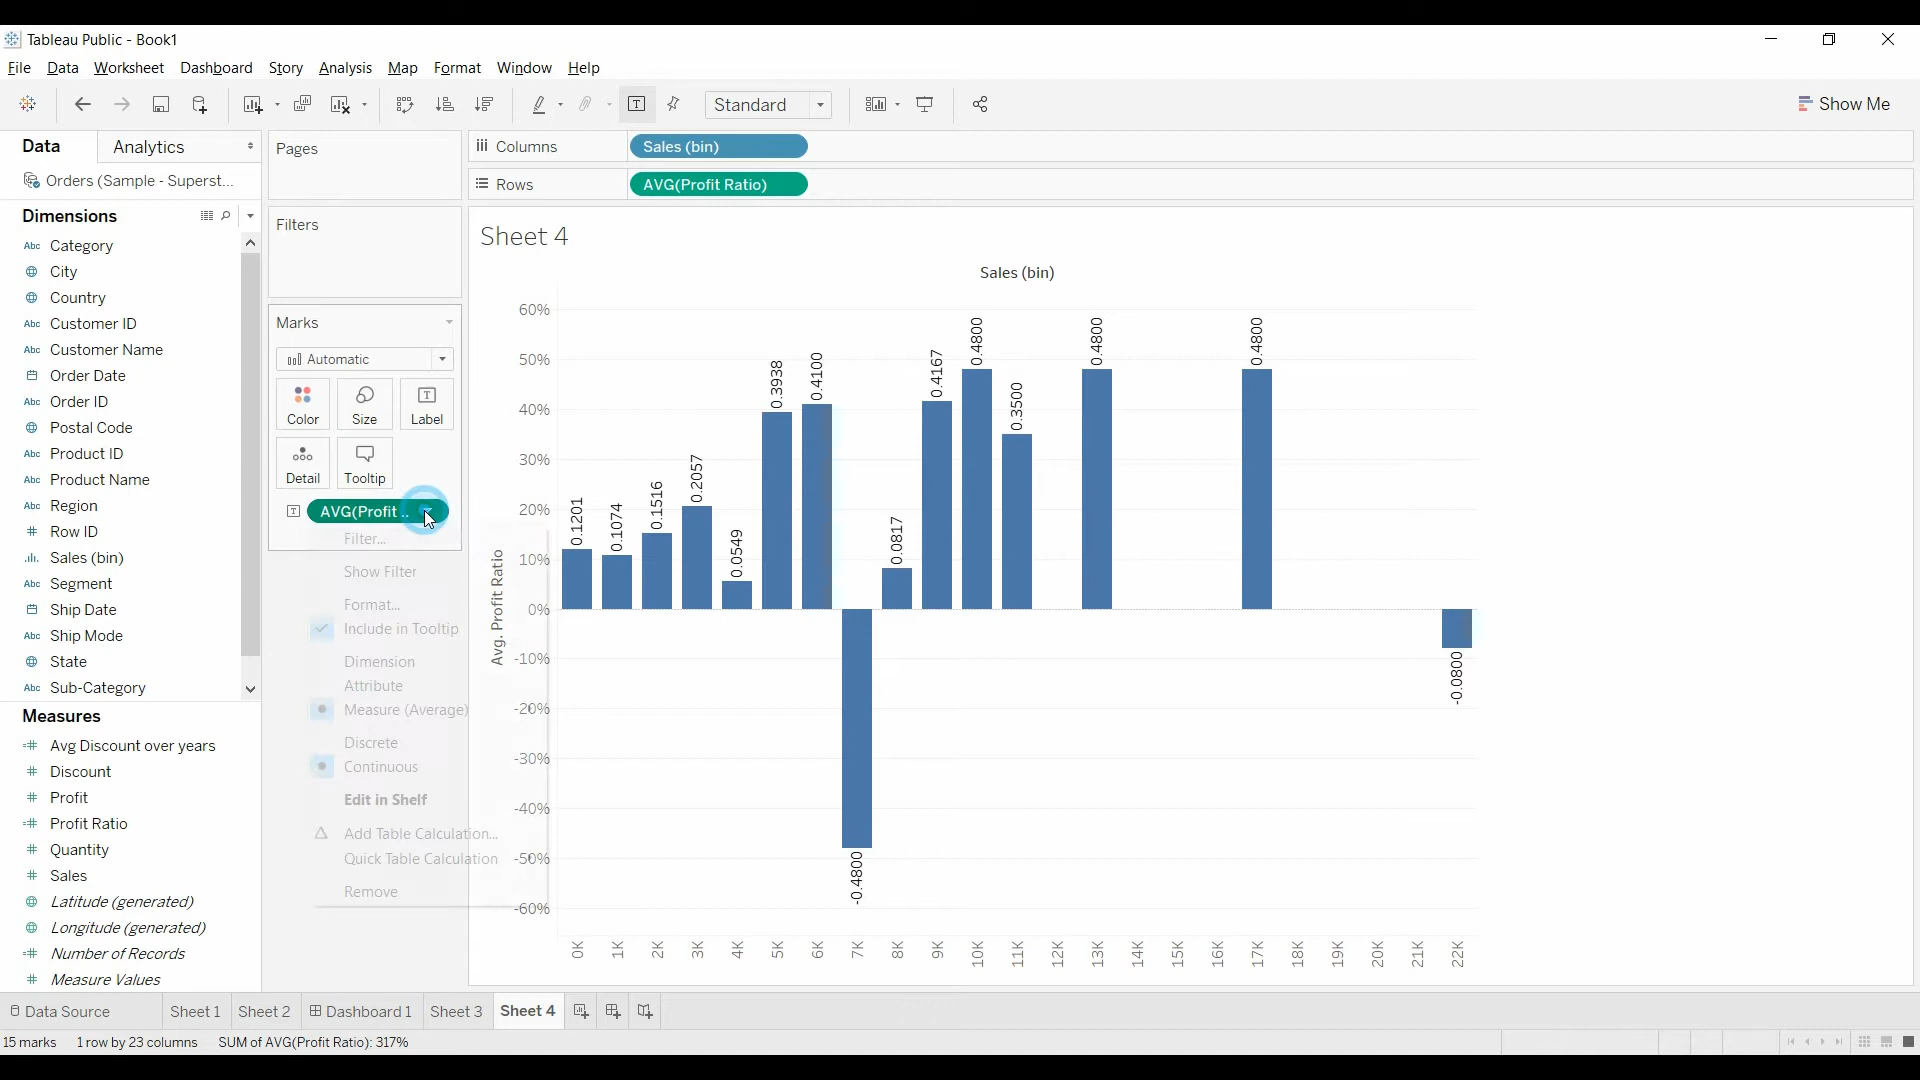 Tableau Public - Book1
File Data Worksheet Dashboard Story Analysis Map Format Window Help
Standard
Show Me
Data Analytics
Orders (Sample - Superst...
Dimensions
Abc Category
City
Country
Abc Customer ID
Abc Customer Name
Order Date
Abc Order ID
Postal Code
Abc Product ID
Abc Product Name
Abc Region
# Row ID
Sales (bin)
Abc Segment
Ship Date
Abc Ship Mode
State
Abc Sub-Category
Measures
=# Avg Discount over years
# Discount
# Profit
=# Profit Ratio
# Quantity
# Sales
Latitude (generated)
Longitude (generated)
=# Number of Records
# Measure Values
Pages
Filters
Marks
Automatic
Color Size Label
Detail Tooltip
AVG(Profit ..
Filter...
Show Filter
Format...
Include in Tooltip
Dimension
Attribute
Measure (Average)
Discrete
Continuous
Edit in Shelf
Add Table Calculation...
Quick Table Calculation
Remove
Columns Sales (bin)
Rows AVG(Profit Ratio)
Sheet 4
Sales (bin)
Avg. Profit Ratio
60%
50%
40%
30%
20%
10%
0%
-10%
-20%
-30%
-40%
-50%
-60%
0.1201
0.1074
0.1516
0.2057
0.0549
0.3938
0.4100
-0.4800
0.0817
0.4167
0.4800
0.3500
0.4800
0.4800
-0.0800
0K 1K 2K 3K 4K 5K 6K 7K 8K 9K 10K 11K 12K 13K 14K 15K 16K 17K 18K 19K 20K 21K 22K
Data Source Sheet 1 Sheet 2 Dashboard 1 Sheet 3 Sheet 4
15 marks 1 row by 23 columns SUM of AVG(Profit Ratio): 317%